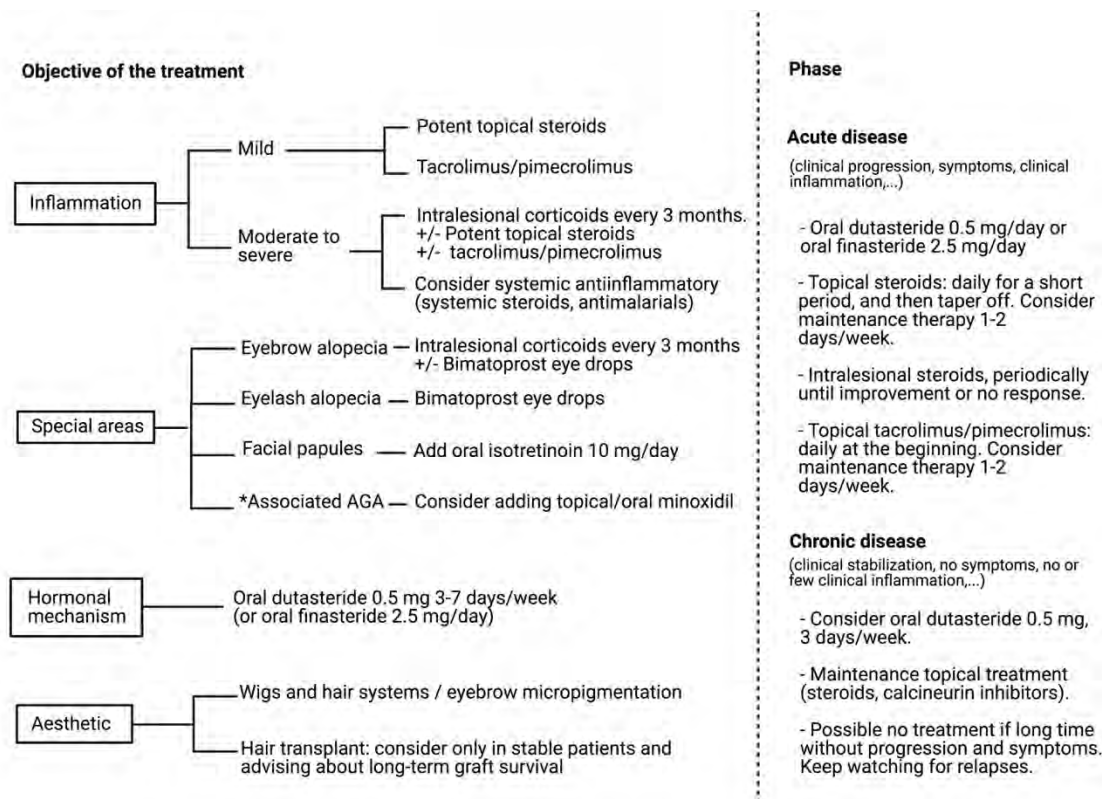 Objective of the treatment
Inflammation
Mild
Potent topical steroids
Tacrolimus/pimecrolimus
Moderate to
severe
Intralesional corticoids every 3 months.
+/- Potent topical steroids
+/- tacrolimus/pimecrolimus
Consider systemic antiinflammatory
(systemic steroids, antimalarials)
Special areas
Eyebrow alopecia
Intralesional corticoids every 3 months
+/- Bimatoprost eye drops
Eyelash alopecia
Bimatoprost eye drops
Facial papules
Add oral isotretinoin 10 mg/day
*Associated AGA
Consider adding topical/oral minoxidil
Hormonal
mechanism
Oral dutasteride 0.5 mg 3-7 days/week
(or oral finasteride 2.5 mg/day)
Aesthetic
Wigs and hair systems / eyebrow micropigmentation
Hair transplant: consider only in stable patients and
advising about long-term graft survival
Phase
Acute disease
(clinical progression, symptoms, clinical
inflammation,...)
- Oral dutasteride 0.5 mg/day or
oral finasteride 2.5 mg/day
- Topical steroids: daily for a short
period, and then taper off. Consider
maintenance therapy 1-2
days/week.
- Intralesional steroids, periodically
until improvement or no response.
- Topical tacrolimus/pimecrolimus:
daily at the beginning. Consider
maintenance therapy 1-2
days/week.
Chronic disease
(clinical stabilization, no symptoms, no or
few clinical inflammation,...)
- Consider oral dutasteride 0.5 mg,
3 days/week.
- Maintenance topical treatment
(steroids, calcineurin inhibitors).
- Possible no treatment if long time
without progression and symptoms.
Keep watching for relapses.